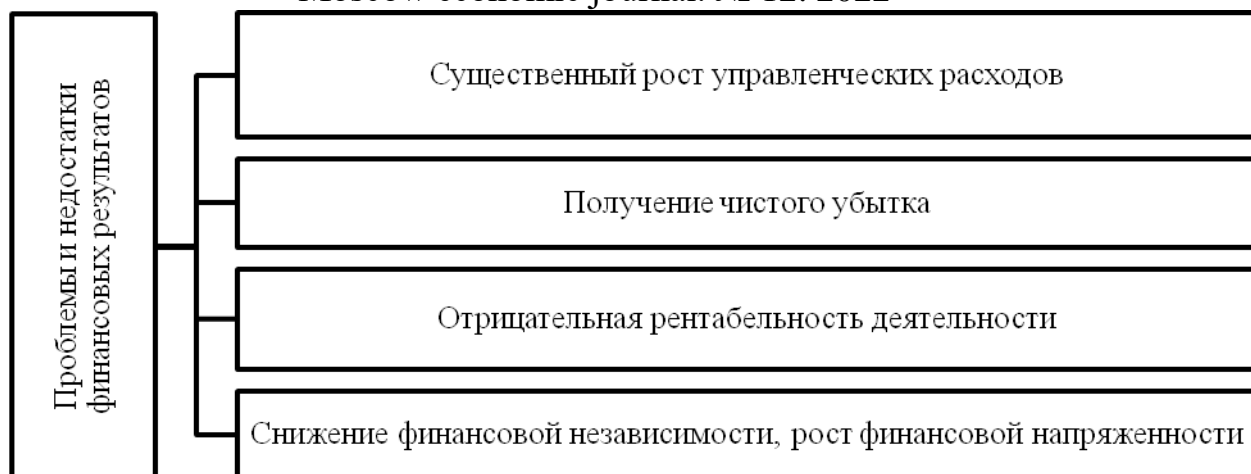 Проблемы и недостатки
финансовых результатов
Существенный рост управленческих расходов
Получение чистого убытка
Отрицательная рентабельность деятельности
Снижение финансовой независимости, рост финансовой напряженности